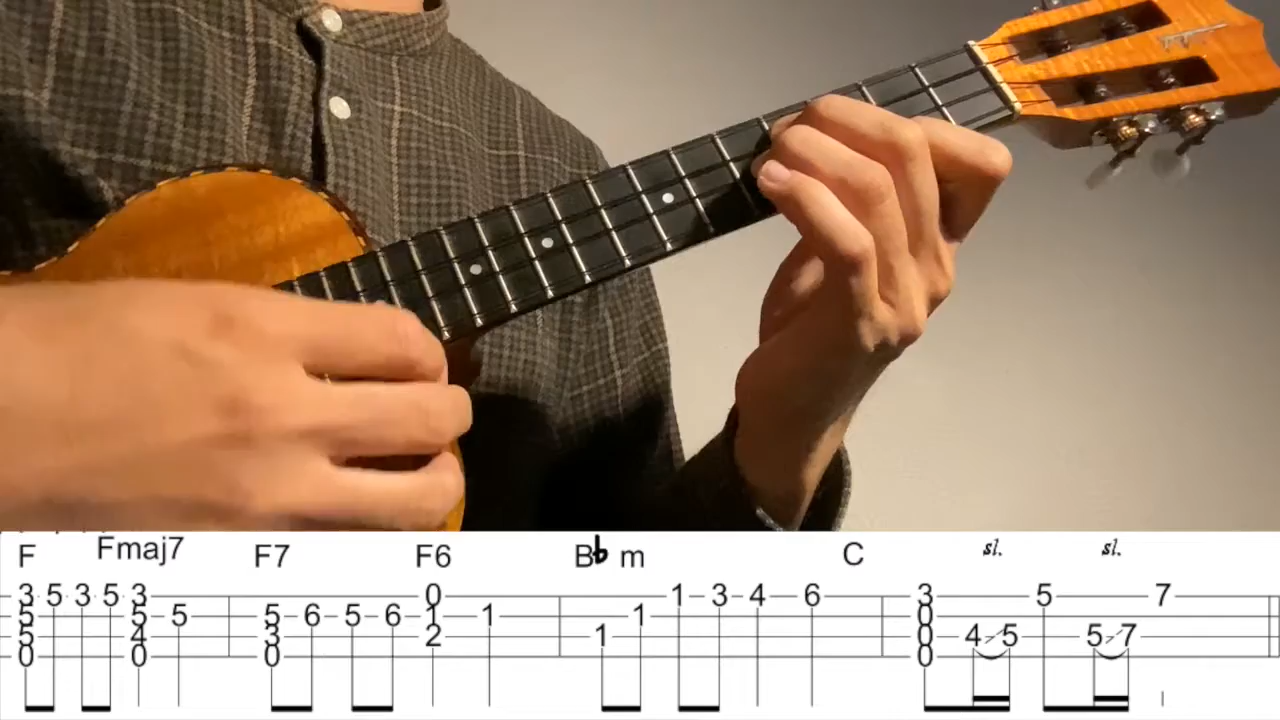 F Fmaj7 F7 F6 B♭ m C sl. sl.
3 5 3 5 3 5 0 1 3 4 6 3 5 7
5 5 5 5 6 5 6 1 1 1 0
5 4 3 2 1 0 4 5 5 7
0 0 0 0